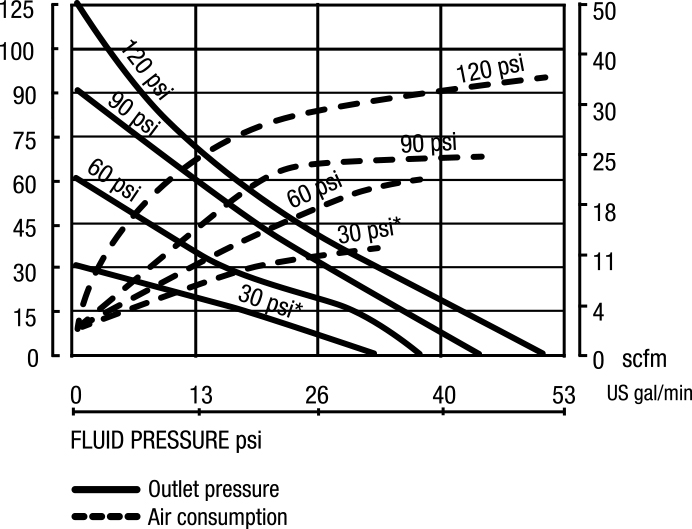 125
100
90
75
60
45
30
15
0
120 psi
90 psi
60 psi
30 psi*
120 psi
90 psi
60 psi
30 psi*
50
40
30
25
18
11
4
0 scfm
0 13 26 40 53 US gal/min
FLUID PRESSURE psi
Outlet pressure
Air consumption